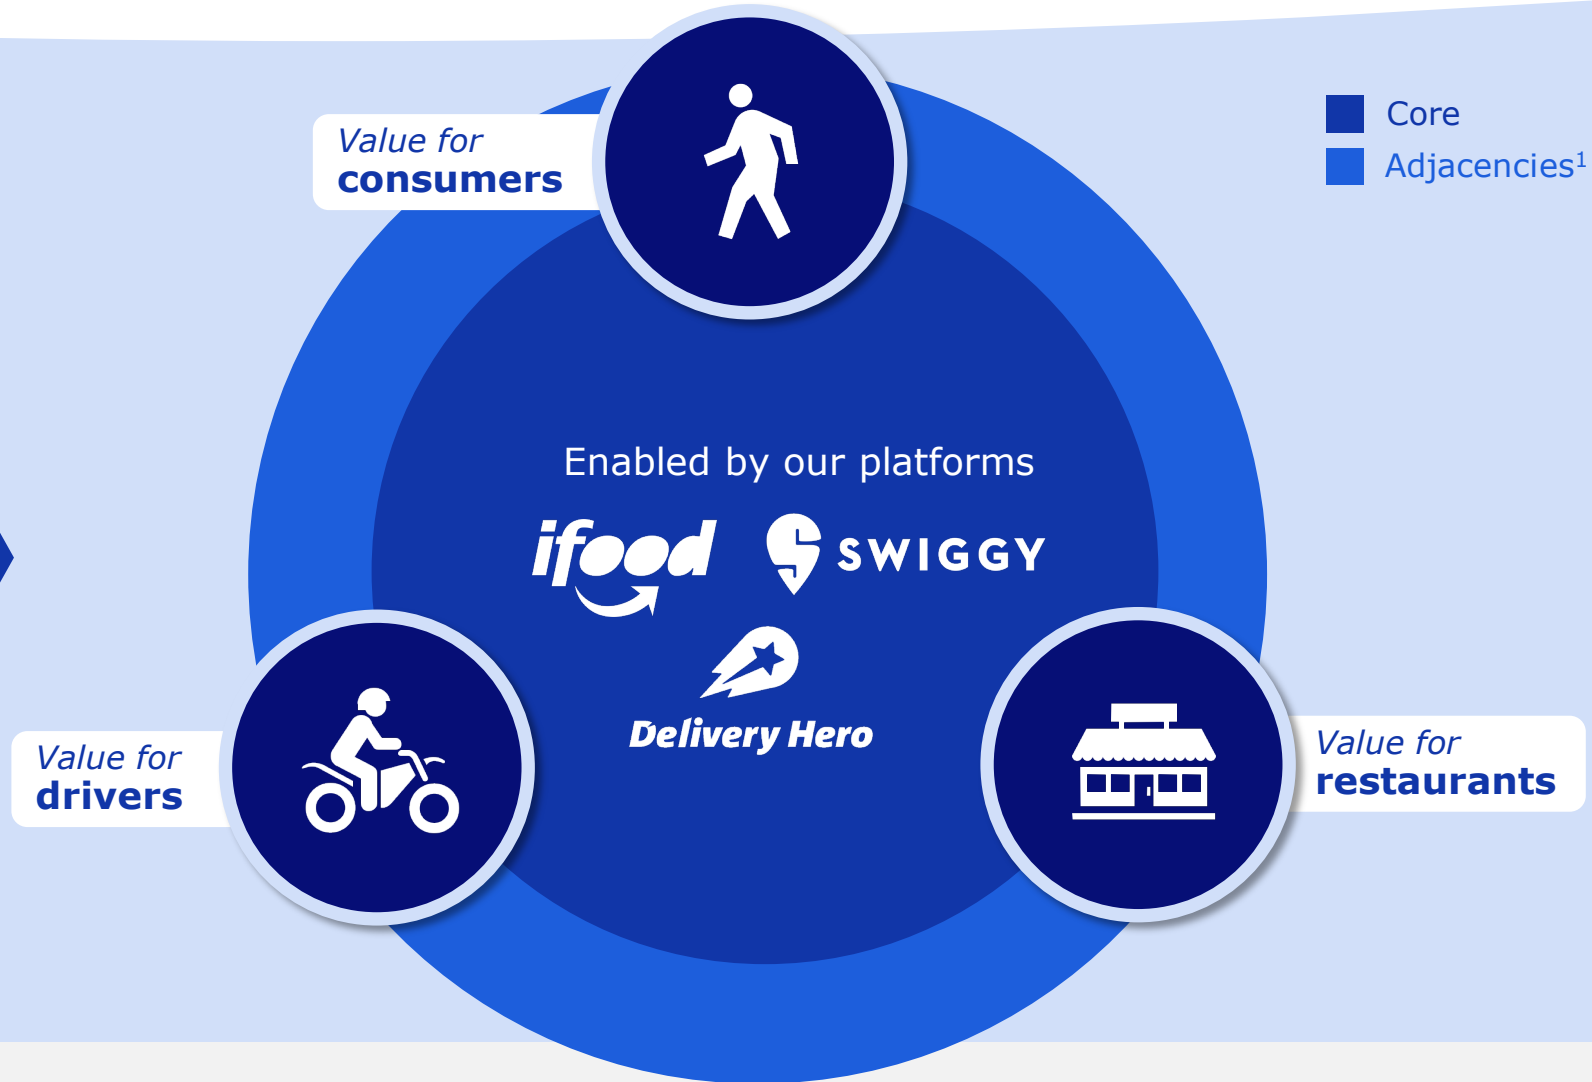 Core
Adjacencies¹
Value for
consumers
Enabled by our platforms
ifood
SWIGGY
Delivery Hero
Value for
drivers
Value for
restaurants